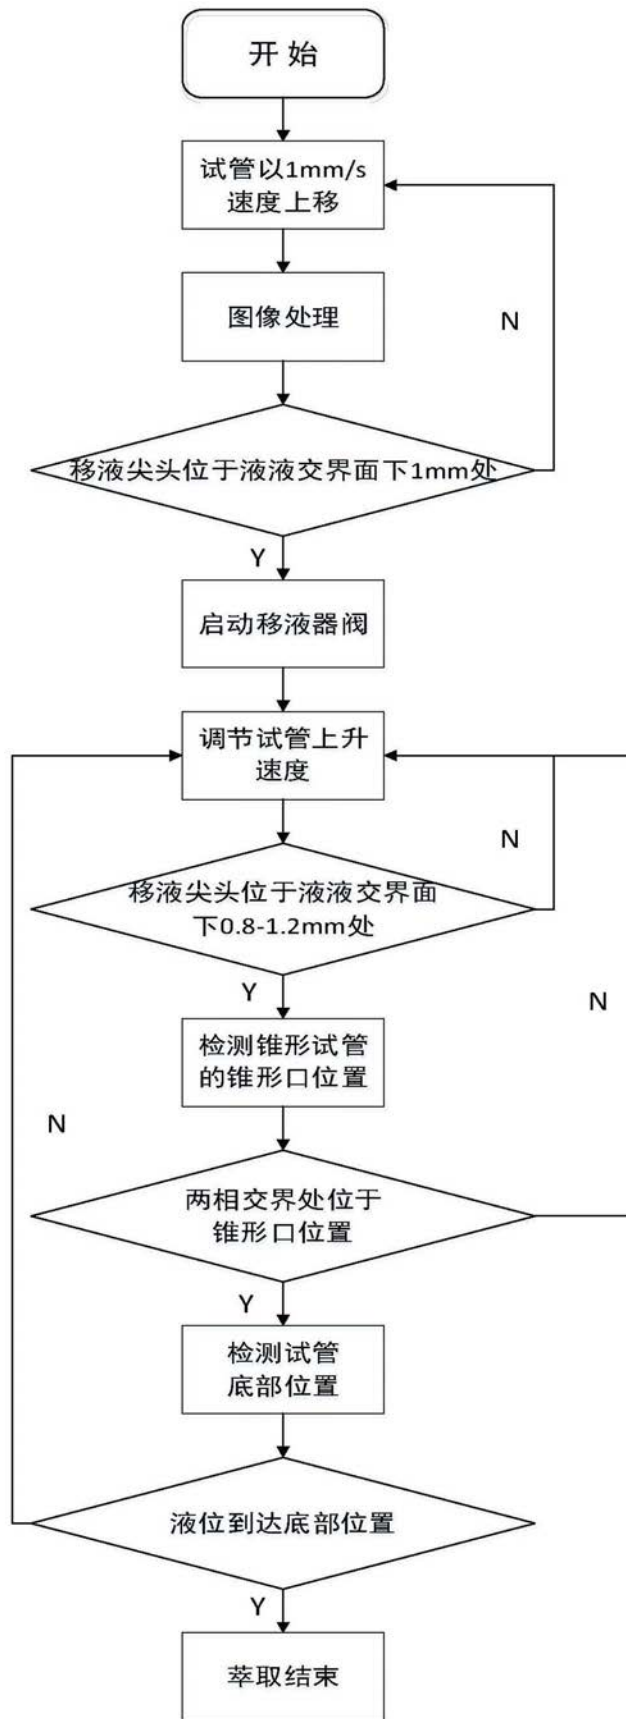 开始
试管以1mm/s
速度上移
图像处理
N
移液尖头位于液液交界面下1mm处
Y
启动移液器阀
调节试管上升
速度
N
移液尖头位于液液交界面
下0.8-1.2mm处
Y
N
检测锥形试管
的锥形口位置
N
两相交界处位于
锥形口位置
Y
检测试管
底部位置
液位到达底部位置
Y
萃取结束